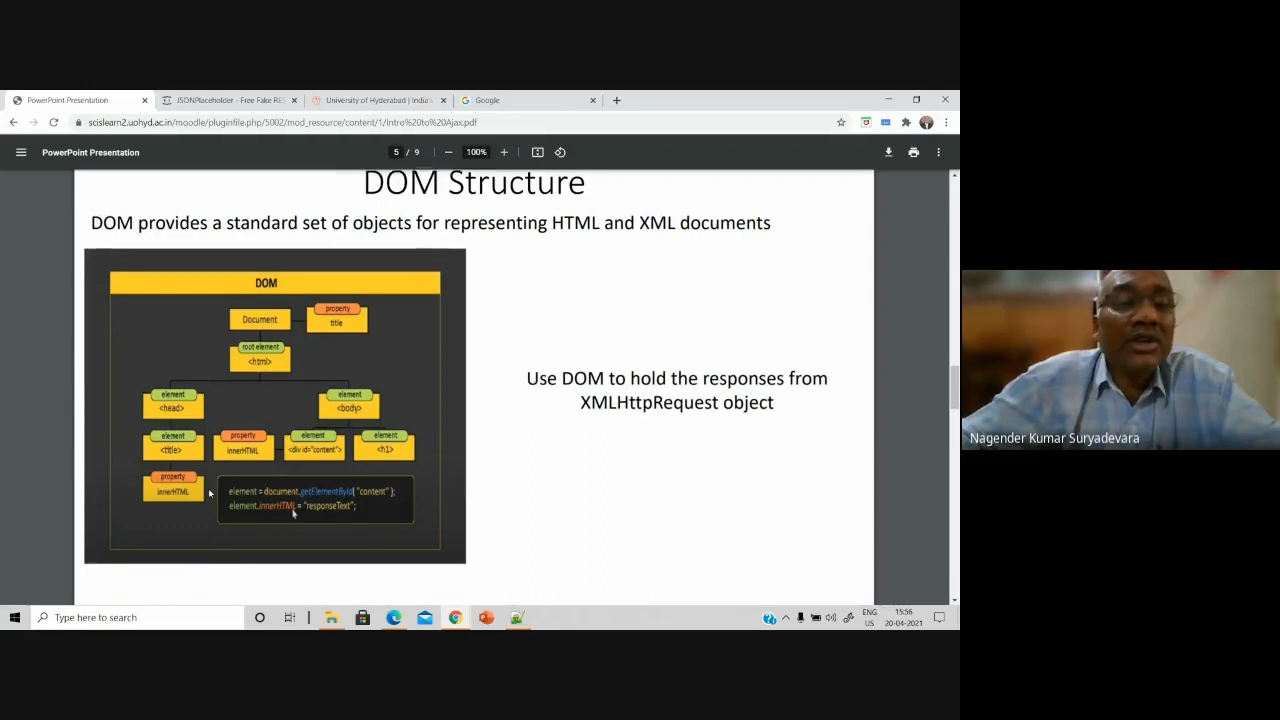 PowerPoint Presentation
JSONPlaceholder - Free Fake RES
University of Hyderabad | India'
Google
scislearn2.uohyd.ac.in/moodle/pluginfile.php/5002/mod_resource/content/1/Intro%20to%20Ajax.pdf
PowerPoint Presentation
5 / 9
100%
DOM Structure
DOM provides a standard set of objects for representing HTML and XML documents
DOM
property
Document
title
root element
<html>
element
element
<head>
<body>
element
property
element
element
<title>
innerHTML
<div id="content">
<h1>
property
innerHTML
element = document.getElementById( "content" );
element.innerHTML = "responseText";
Use DOM to hold the responses from
XMLHttpRequest object
Nagender Kumar Suryadevara
Type here to search
ENG
US
15:56
20-04-2021